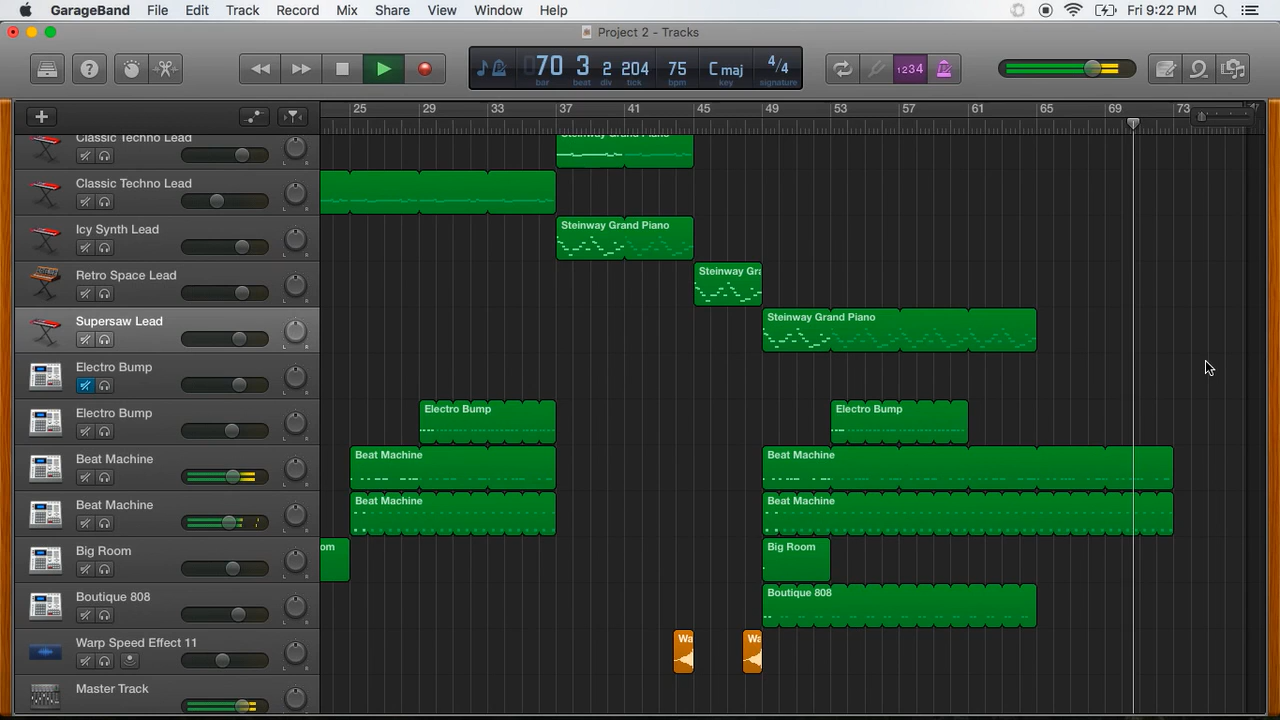 GarageBand File Edit Track Record Mix Share View Window Help Fri 9:22 PM
Project 2 - Tracks
70 3 2 204 75 C maj 4/4
bar beat div tick bpm key signature
1234
25 29 33 37 41 45 49 53 57 61 65 69 73
Classic Techno Lead
Steinway Grand Piano
L R
Classic Techno Lead
L R
Icy Synth Lead
Steinway Grand Piano
L R
Retro Space Lead
Steinway Gra
L R
Supersaw Lead
Steinway Grand Piano
L R
Electro Bump
L R
Electro Bump
Electro Bump
Electro Bump
L R
Beat Machine
Beat Machine
Beat Machine
L R
Beat Machine
Beat Machine
Beat Machine
L R
Big Room
om
Big Room
L R
Boutique 808
Boutique 808
L R
Warp Speed Effect 11
Wa
Wa
L R
Master Track
L R